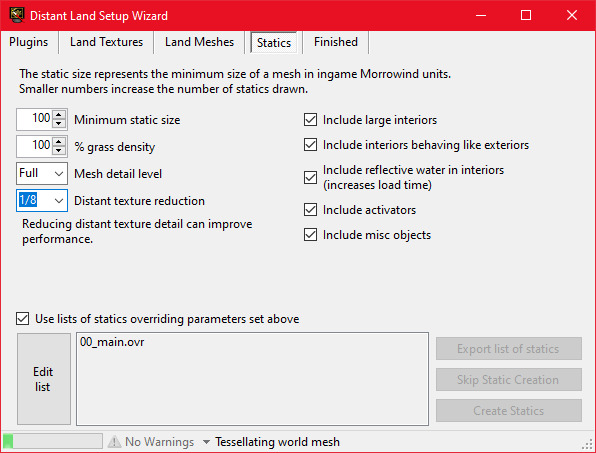 Distant Land Setup Wizard
Plugins Land Textures Land Meshes Statics Finished
The static size represents the minimum size of a mesh in ingame Morrowind units.
Smaller numbers increase the number of statics drawn.
100 Minimum static size
100 % grass density
Full Mesh detail level
1/8 Distant texture reduction
Reducing distant texture detail can improve
performance.
Include large interiors
Include interiors behaving like exteriors
Include reflective water in interiors
(increases load time)
Include activators
Include misc objects
Use lists of statics overriding parameters set above
Edit
list
00_main.ovr
Export list of statics
Skip Static Creation
Create Statics
No Warnings Tessellating world mesh